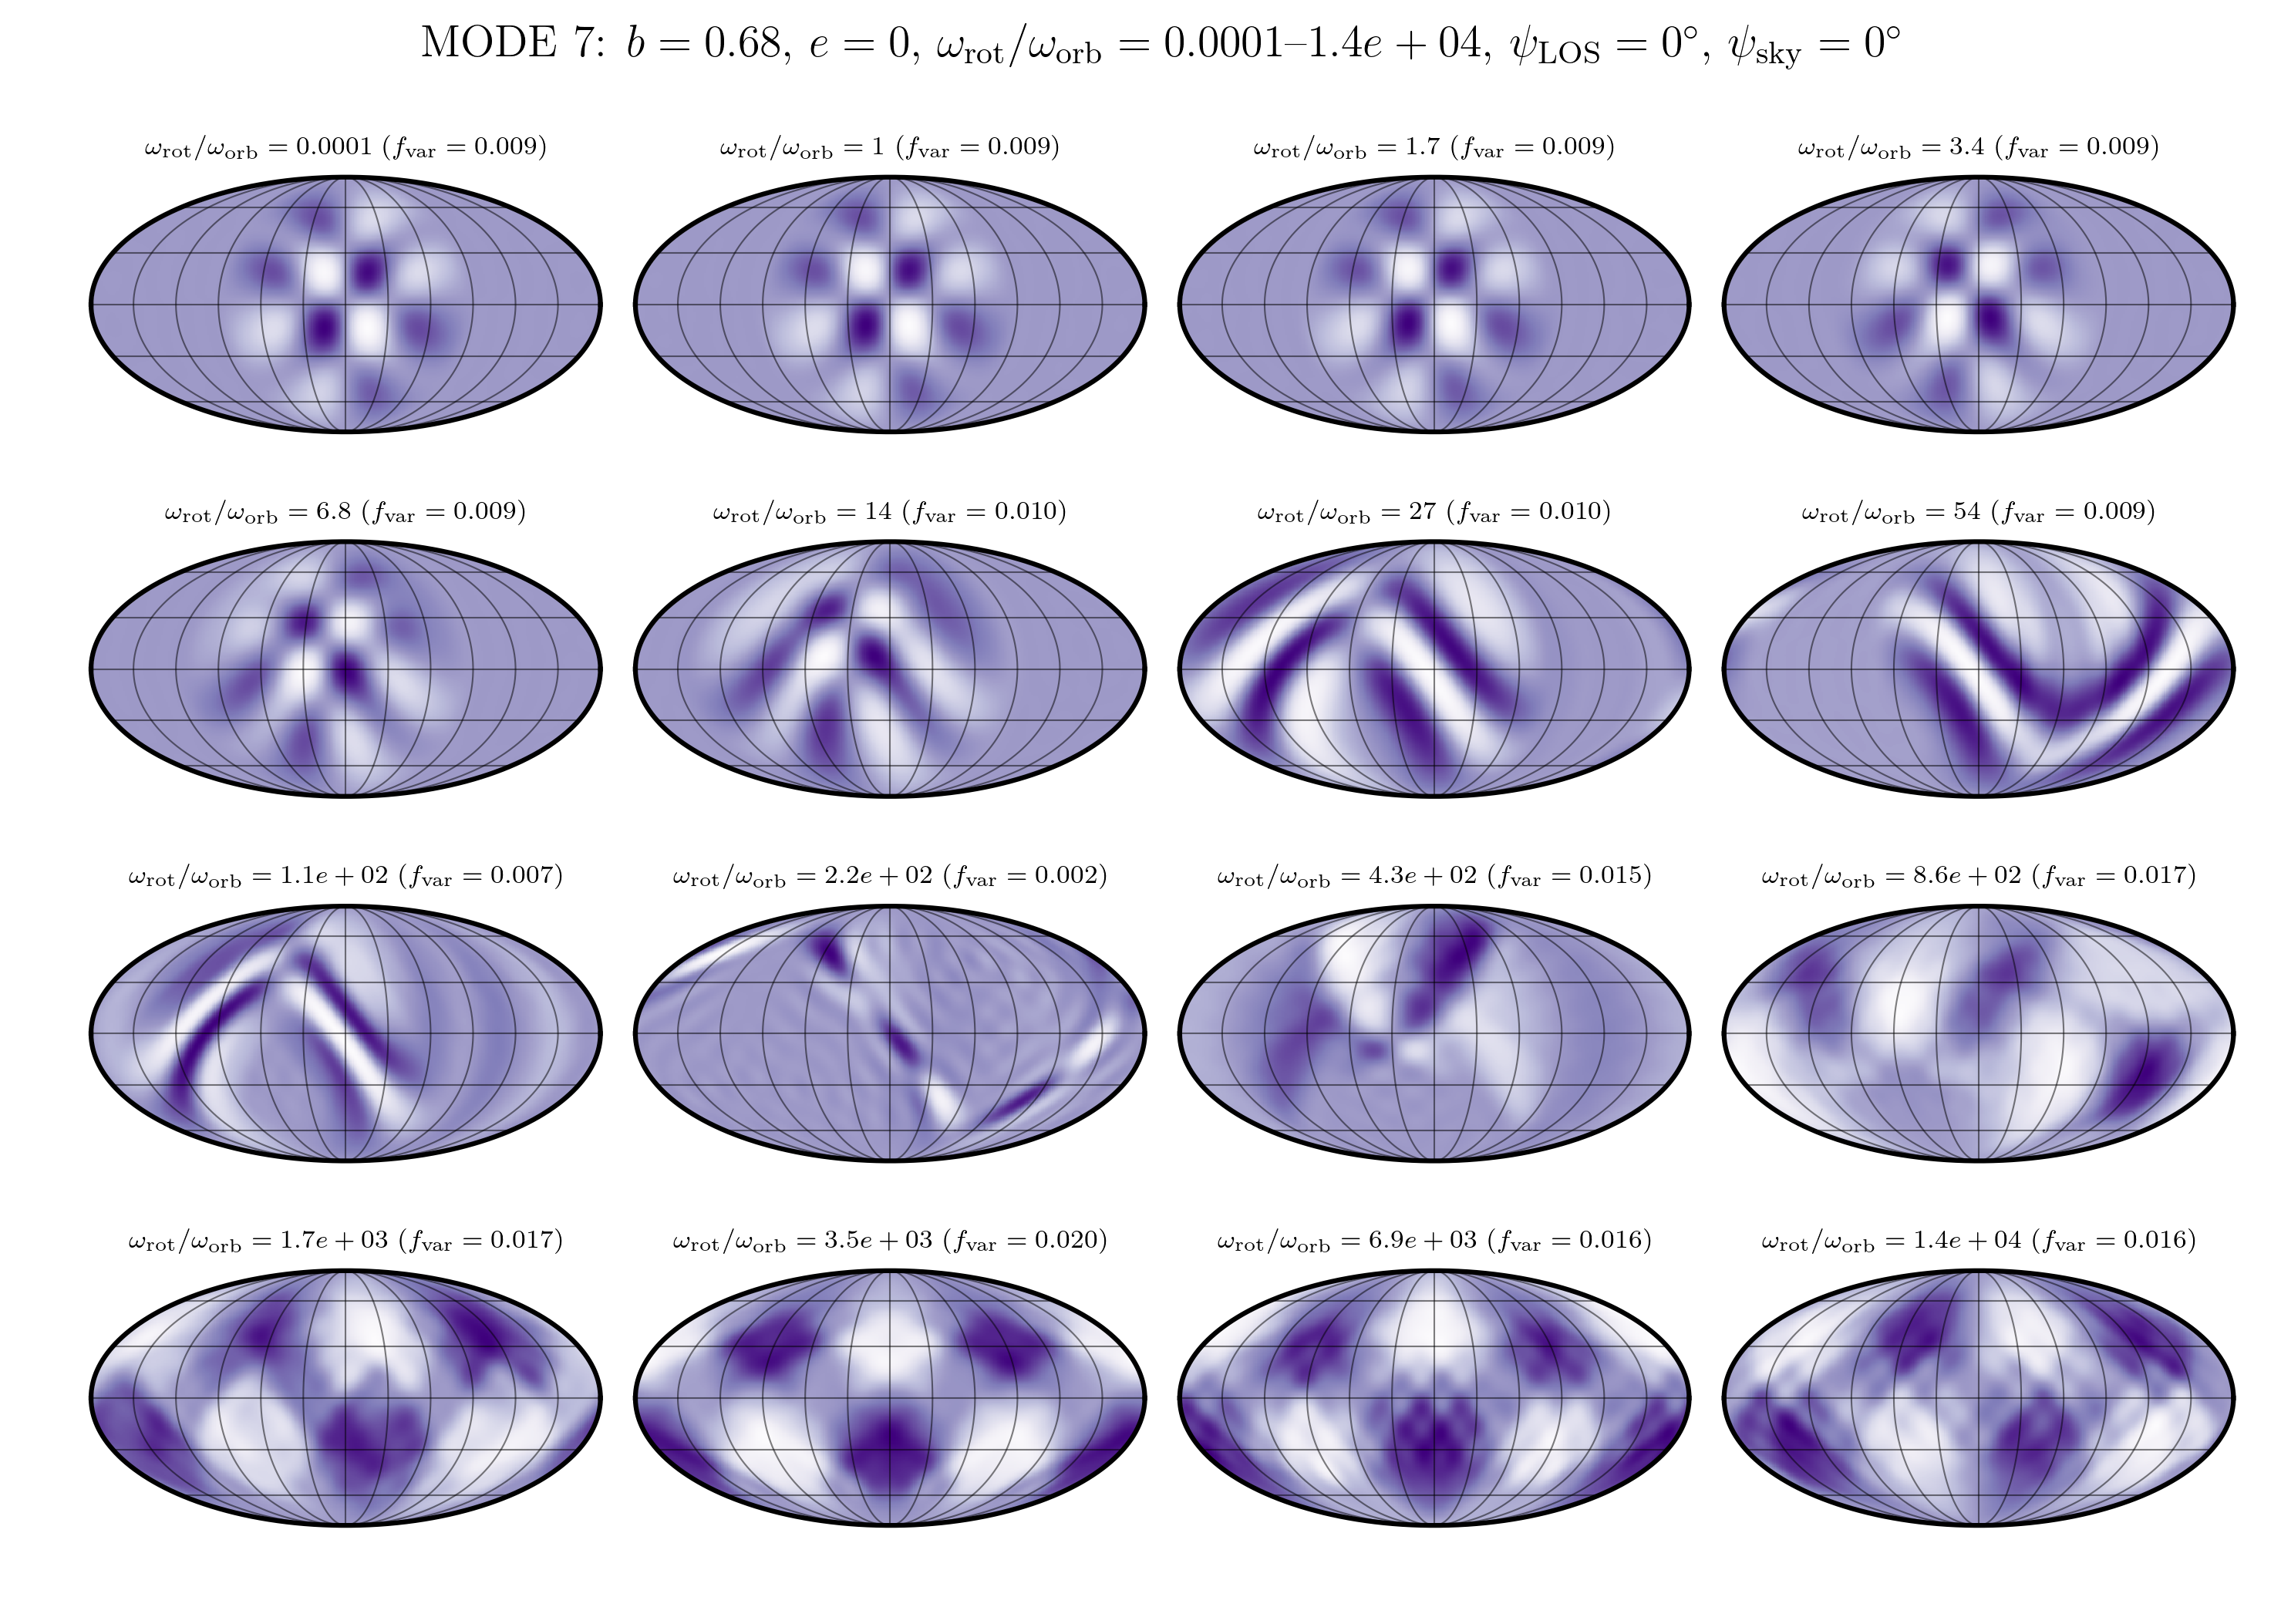 MODE 7: b = 0.68, e = 0, ω_rot/ω_orb = 0.0001–1.4e + 04, ψ_LOS = 0°, ψ_sky = 0°
ω_rot/ω_orb = 0.0001 (f_var = 0.009)
ω_rot/ω_orb = 1 (f_var = 0.009)
ω_rot/ω_orb = 1.7 (f_var = 0.009)
ω_rot/ω_orb = 3.4 (f_var = 0.009)
ω_rot/ω_orb = 6.8 (f_var = 0.009)
ω_rot/ω_orb = 14 (f_var = 0.010)
ω_rot/ω_orb = 27 (f_var = 0.010)
ω_rot/ω_orb = 54 (f_var = 0.009)
ω_rot/ω_orb = 1.1e + 02 (f_var = 0.007)
ω_rot/ω_orb = 2.2e + 02 (f_var = 0.002)
ω_rot/ω_orb = 4.3e + 02 (f_var = 0.015)
ω_rot/ω_orb = 8.6e + 02 (f_var = 0.017)
ω_rot/ω_orb = 1.7e + 03 (f_var = 0.017)
ω_rot/ω_orb = 3.5e + 03 (f_var = 0.020)
ω_rot/ω_orb = 6.9e + 03 (f_var = 0.016)
ω_rot/ω_orb = 1.4e + 04 (f_var = 0.016)